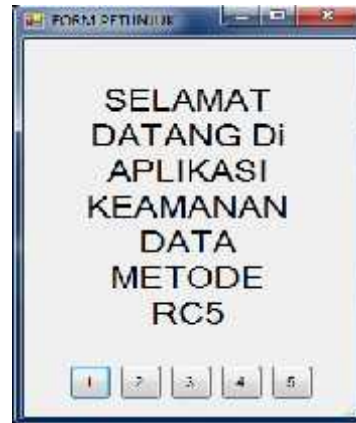 FORM PETUNJUK
SELAMAT
DATANG Di
APLIKASI
KEAMANAN
DATA
METODE
RC5
1 2 3 4 5